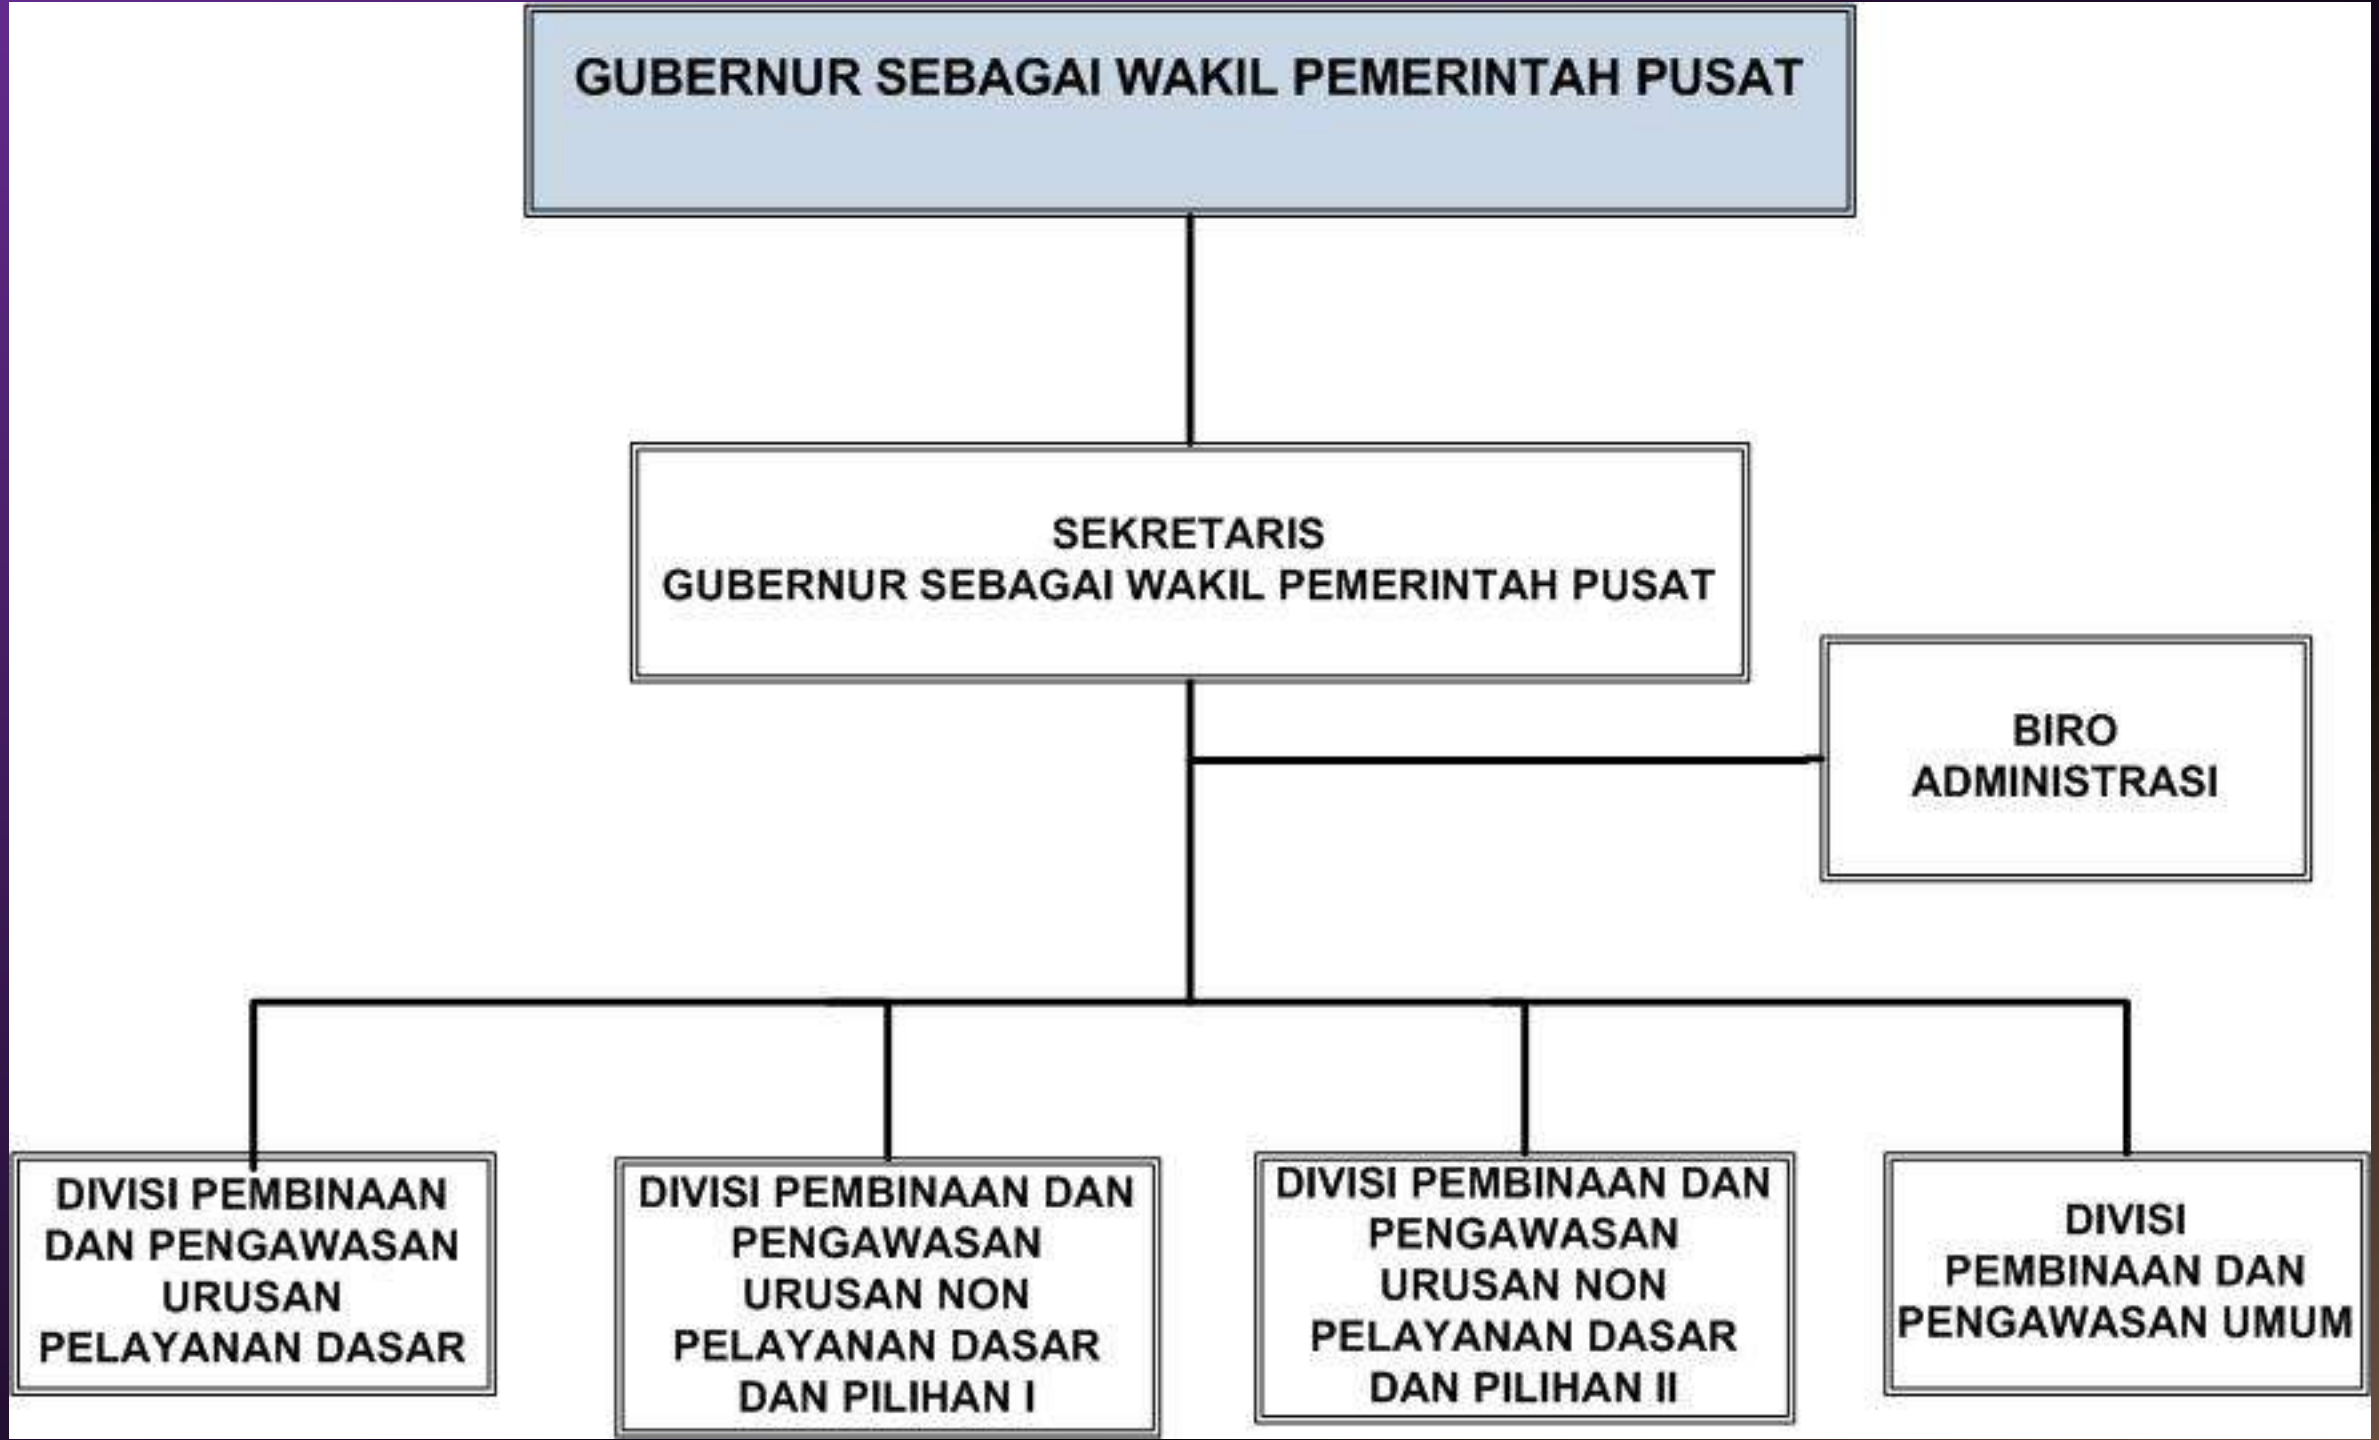 GUBERNUR SEBAGAI WAKIL PEMERINTAH PUSAT
SEKRETARIS
GUBERNUR SEBAGAI WAKIL PEMERINTAH PUSAT
BIRO
ADMINISTRASI
DIVISI PEMBINAAN
DAN PENGAWASAN
URUSAN
PELAYANAN DASAR
DIVISI PEMBINAAN DAN
PENGAWASAN
URUSAN NON
PELAYANAN DASAR
DAN PILIHAN I
DIVISI PEMBINAAN DAN
PENGAWASAN
URUSAN NON
PELAYANAN DASAR
DAN PILIHAN II
DIVISI
PEMBINAAN DAN
PENGAWASAN UMUM